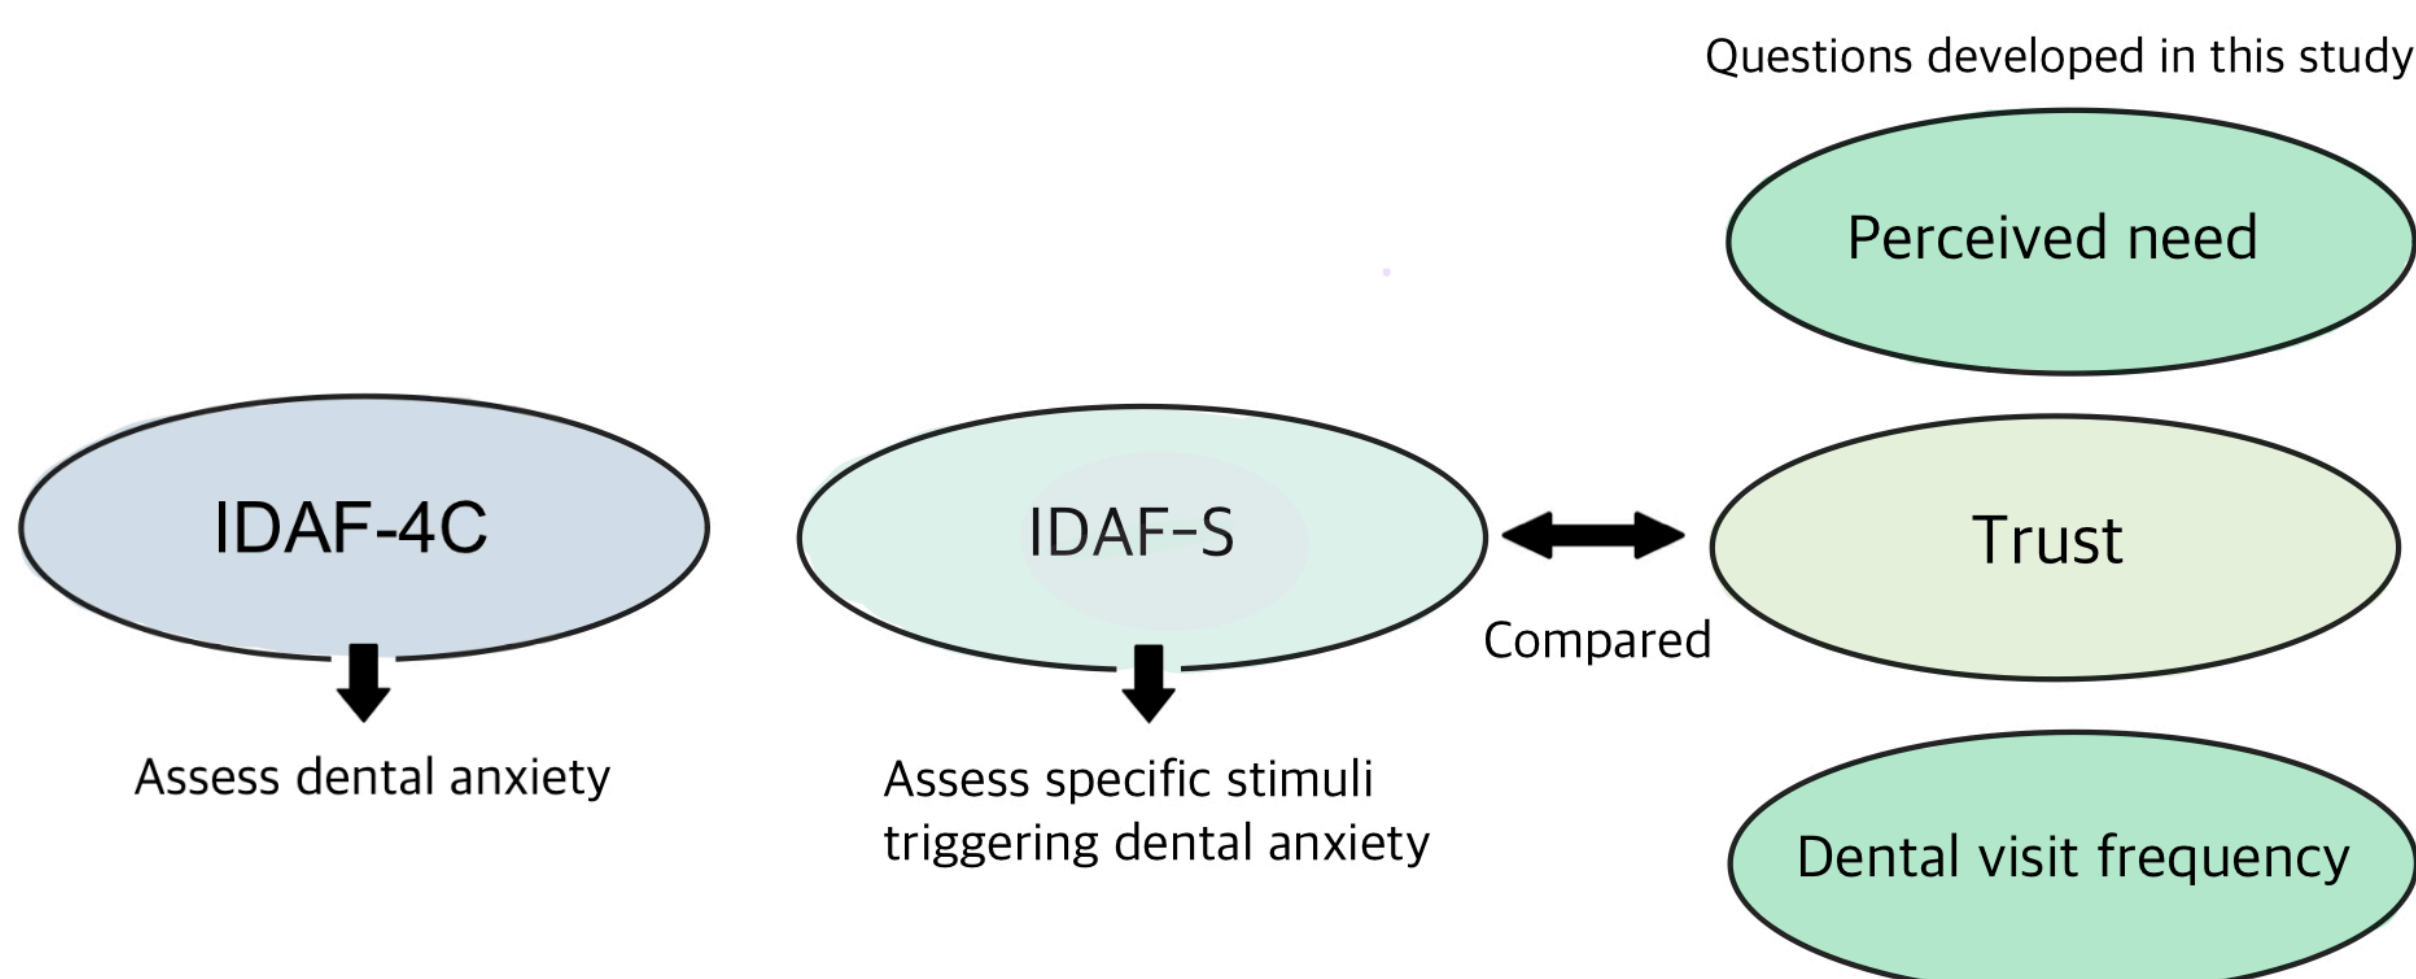 Questions developed in this study
Perceived need
IDAF-4C
IDAF-S
Trust
Compared
Assess dental anxiety
Assess specific stimuli
triggering dental anxiety
Dental visit frequency